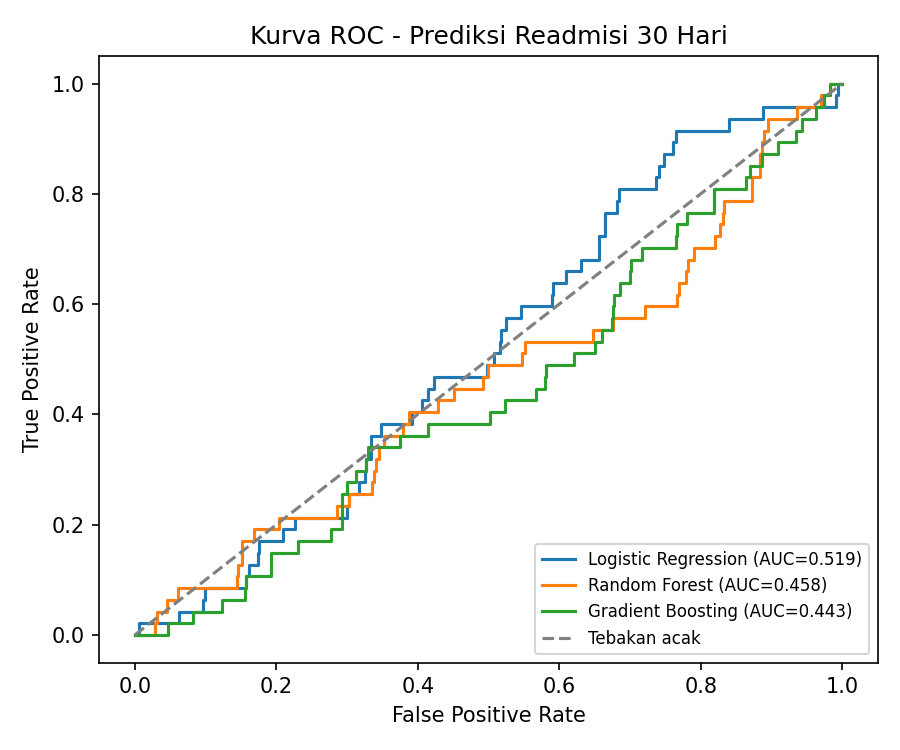 Kurva ROC - Prediksi Readmisi 30 Hari
True Positive Rate
1.0
0.8
0.6
0.4
0.2
0.0
0.0 0.2 0.4 0.6 0.8 1.0
False Positive Rate
Logistic Regression (AUC=0.519)
Random Forest (AUC=0.458)
Gradient Boosting (AUC=0.443)
Tebakan acak